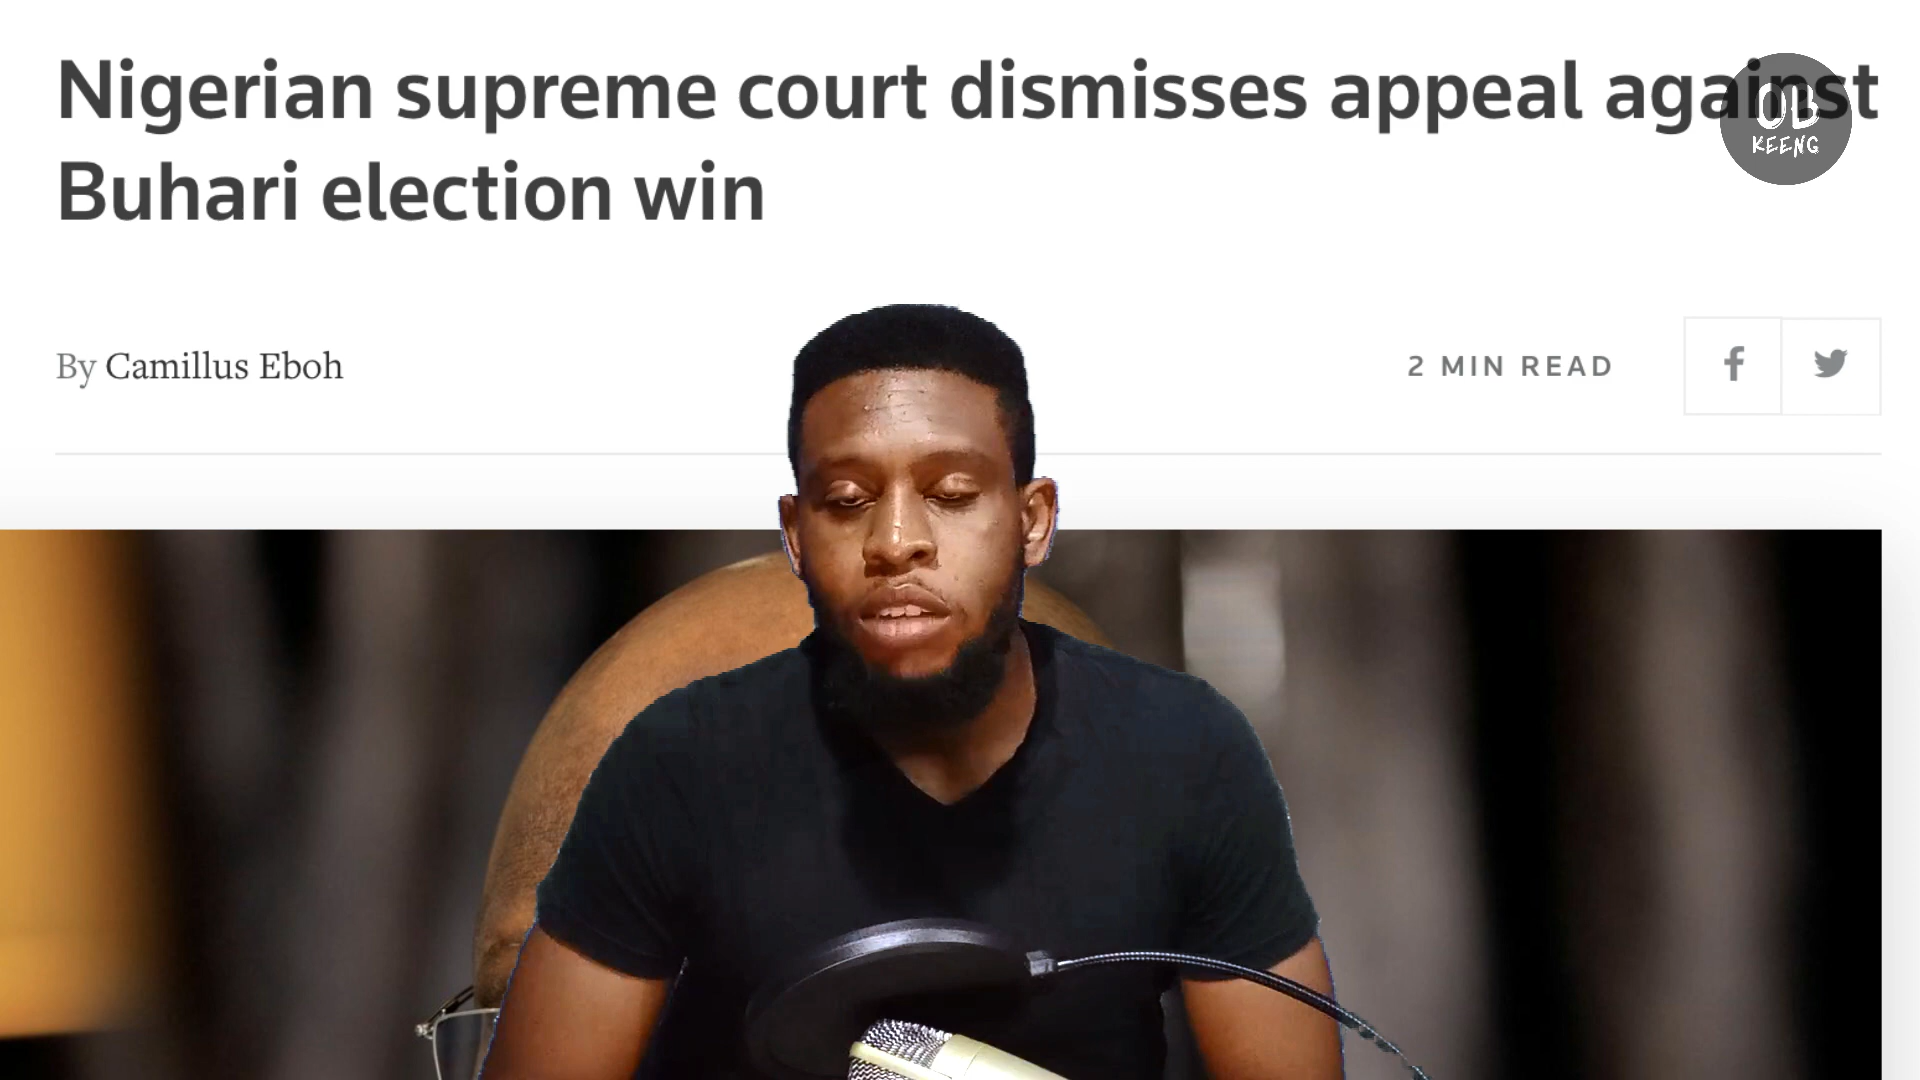 Nigerian supreme court dismisses appeal against
Buhari election win
OB
KEENG
By Camillus Eboh
2 MIN READ